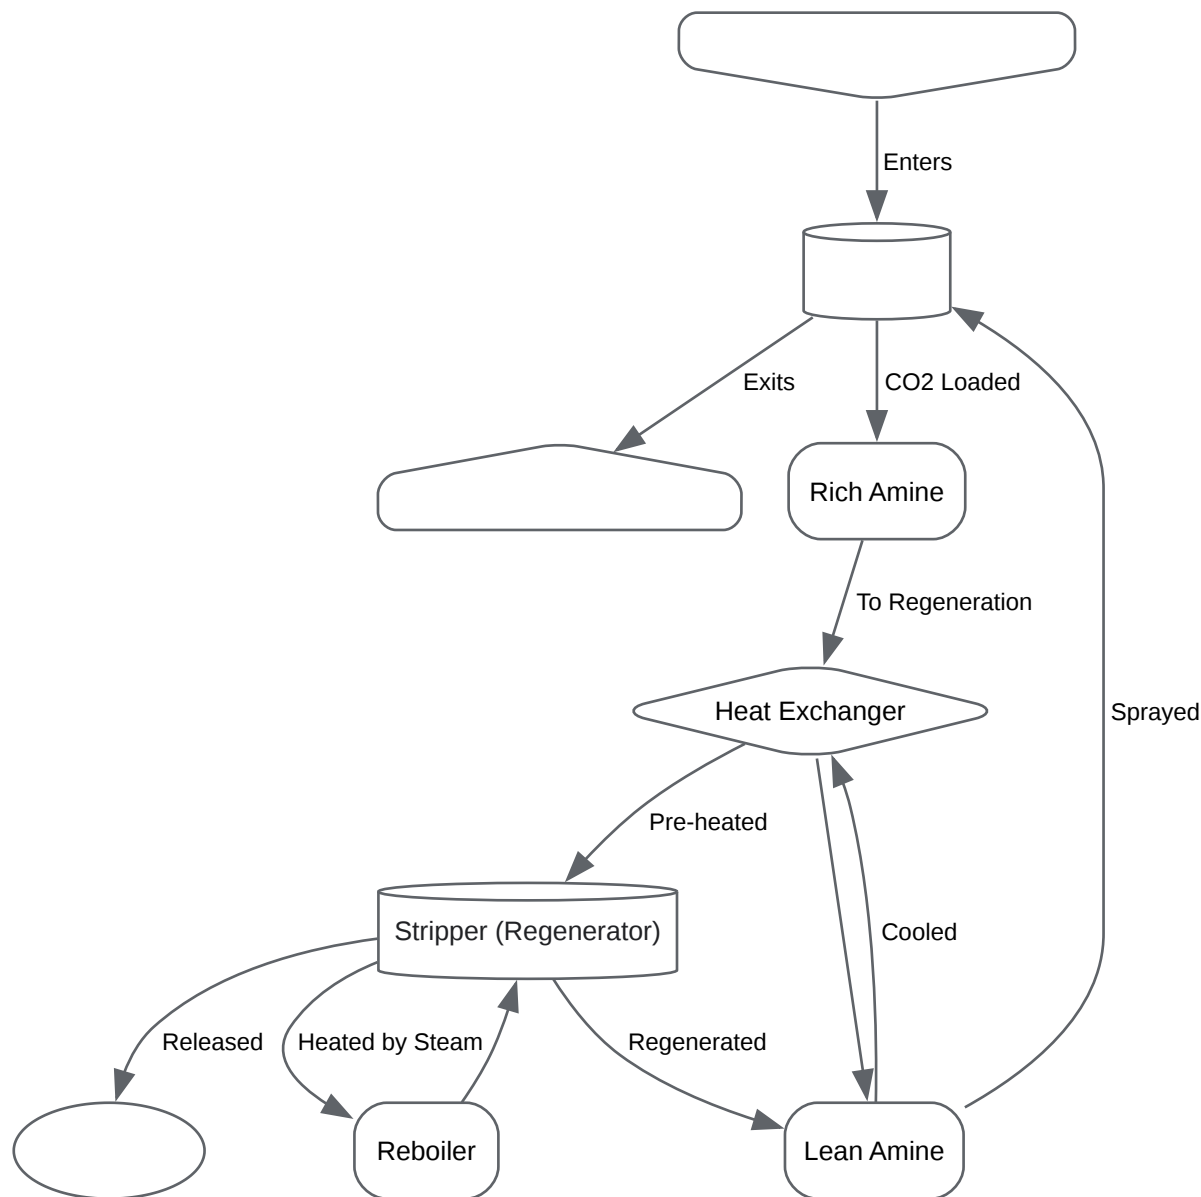 Enters
Exits
CO2 Loaded
Rich Amine
To Regeneration
Heat Exchanger
Sprayed
Pre-heated
Stripper (Regenerator)
Cooled
Released
Heated by Steam
Regenerated
Reboiler
Lean Amine